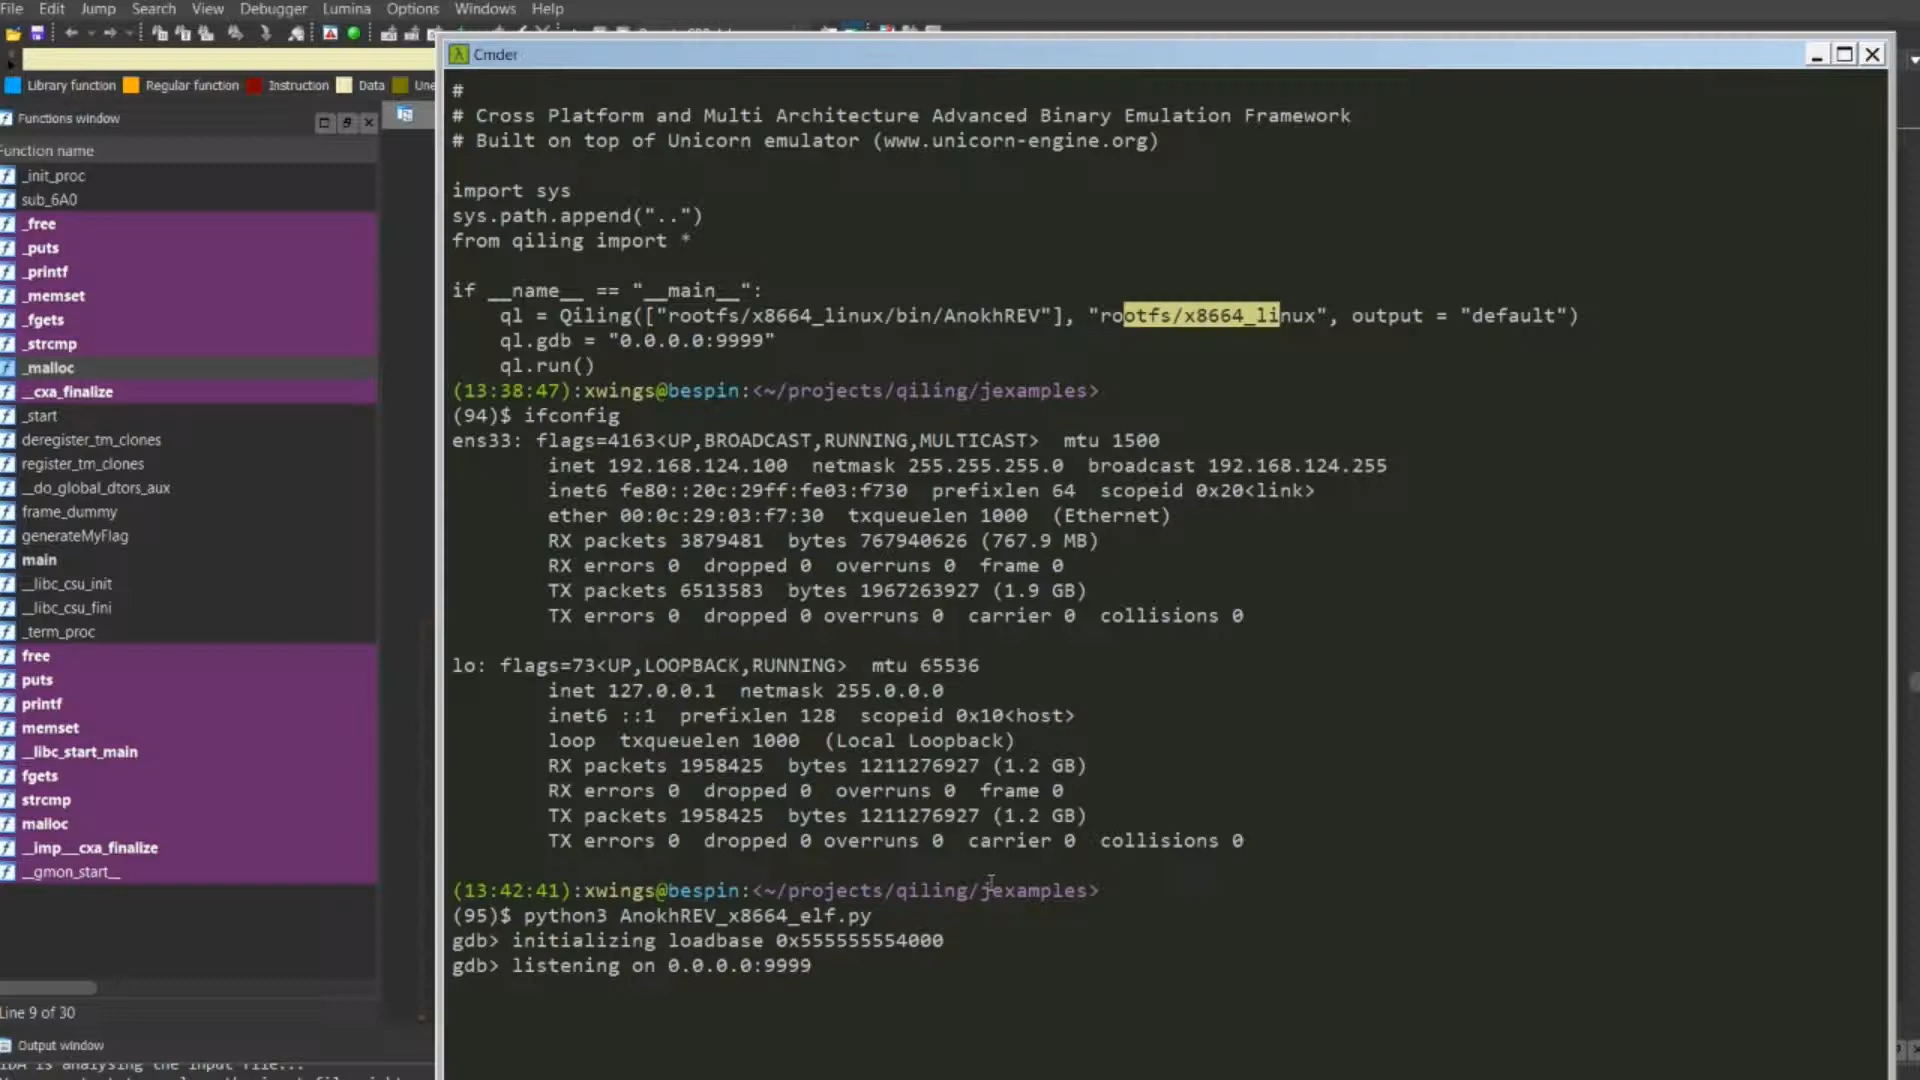 File Edit Jump Search View Debugger Lumina Options Windows Help
Library function Regular function Instruction Data Une
Functions window
Function name
_init_proc
sub_6A0
_free
_puts
_printf
_memset
_fgets
_strcmp
_malloc
__cxa_finalize
_start
deregister_tm_clones
register_tm_clones
__do_global_dtors_aux
frame_dummy
generateMyFlag
main
__libc_csu_init
__libc_csu_fini
_term_proc
free
puts
printf
memset
__libc_start_main
fgets
strcmp
malloc
__imp___cxa_finalize
__gmon_start__
Line 9 of 30
Output window
IDA is analysing the input file...
Cmder
#
# Cross Platform and Multi Architecture Advanced Binary Emulation Framework
# Built on top of Unicorn emulator (www.unicorn-engine.org)
import sys
sys.path.append("..")
from qiling import *
if __name__ == "__main__":
ql = Qiling(["rootfs/x8664_linux/bin/AnokhREV"], "rootfs/x8664_linux", output = "default")
ql.gdb = "0.0.0.0:9999"
ql.run()
(13:38:47):xwings@bespin:<~/projects/qiling/jexamples>
(94)$ ifconfig
ens33: flags=4163<UP,BROADCAST,RUNNING,MULTICAST> mtu 1500
inet 192.168.124.100 netmask 255.255.255.0 broadcast 192.168.124.255
inet6 fe80::20c:29ff:fe03:f730 prefixlen 64 scopeid 0x20<link>
ether 00:0c:29:03:f7:30 txqueuelen 1000 (Ethernet)
RX packets 3879481 bytes 767940626 (767.9 MB)
RX errors 0 dropped 0 overruns 0 frame 0
TX packets 6513583 bytes 1967263927 (1.9 GB)
TX errors 0 dropped 0 overruns 0 carrier 0 collisions 0
lo: flags=73<UP,LOOPBACK,RUNNING> mtu 65536
inet 127.0.0.1 netmask 255.0.0.0
inet6 ::1 prefixlen 128 scopeid 0x10<host>
loop txqueuelen 1000 (Local Loopback)
RX packets 1958425 bytes 1211276927 (1.2 GB)
RX errors 0 dropped 0 overruns 0 frame 0
TX packets 1958425 bytes 1211276927 (1.2 GB)
TX errors 0 dropped 0 overruns 0 carrier 0 collisions 0
(13:42:41):xwings@bespin:<~/projects/qiling/jexamples>
(95)$ python3 AnokhREV_x8664_elf.py
gdb> initializing loadbase 0x555555554000
gdb> listening on 0.0.0.0:9999